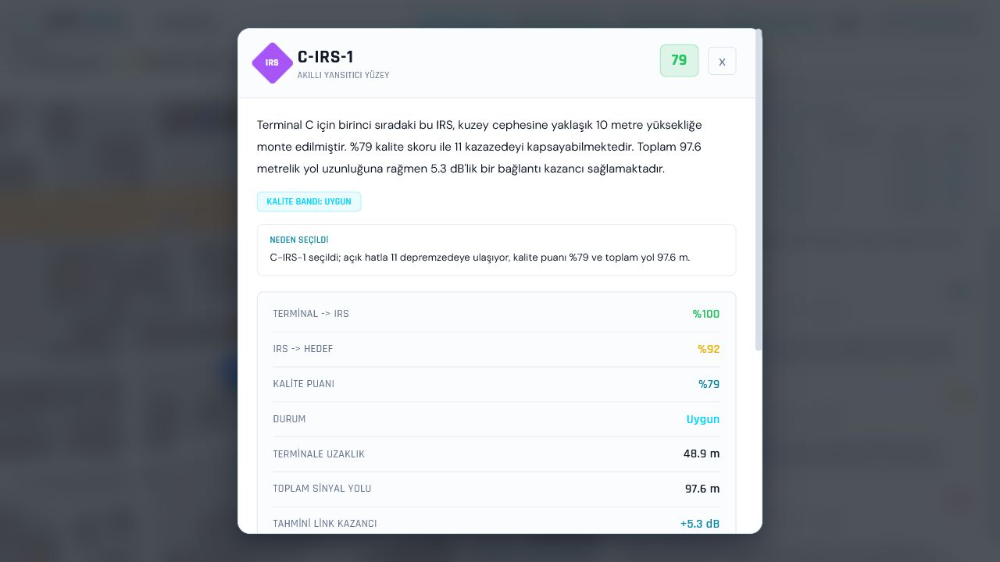 IRS
C-IRS-1
AKILLI YANSITICI YÜZEY
79
X
Terminal C için birinci sıradaki bu IRS, kuzey cephesine yaklaşık 10 metre yüksekliğe
monte edilmiştir. %79 kalite skoru ile 11 kazazedeyi kapsayabilmektedir. Toplam 97.6
metrelik yol uzunluğuna rağmen 5.3 dB'lik bir bağlantı kazancı sağlamaktadır.
KALİTE BANDI: UYGUN
NEDEN SEÇİLDİ
C-IRS-1 seçildi; açık hatla 11 depremzedeye ulaşıyor, kalite puanı %79 ve toplam yol 97.6 m.
TERMİNAL -> IRS %100
IRS -> HEDEF %92
KALİTE PUANI %79
DURUM Uygun
TERMİNALE UZAKLIK 48.9 m
TOPLAM SİNYAL YOLU 97.6 m
TAHMİNİ LİNK KAZANCI +5.3 dB